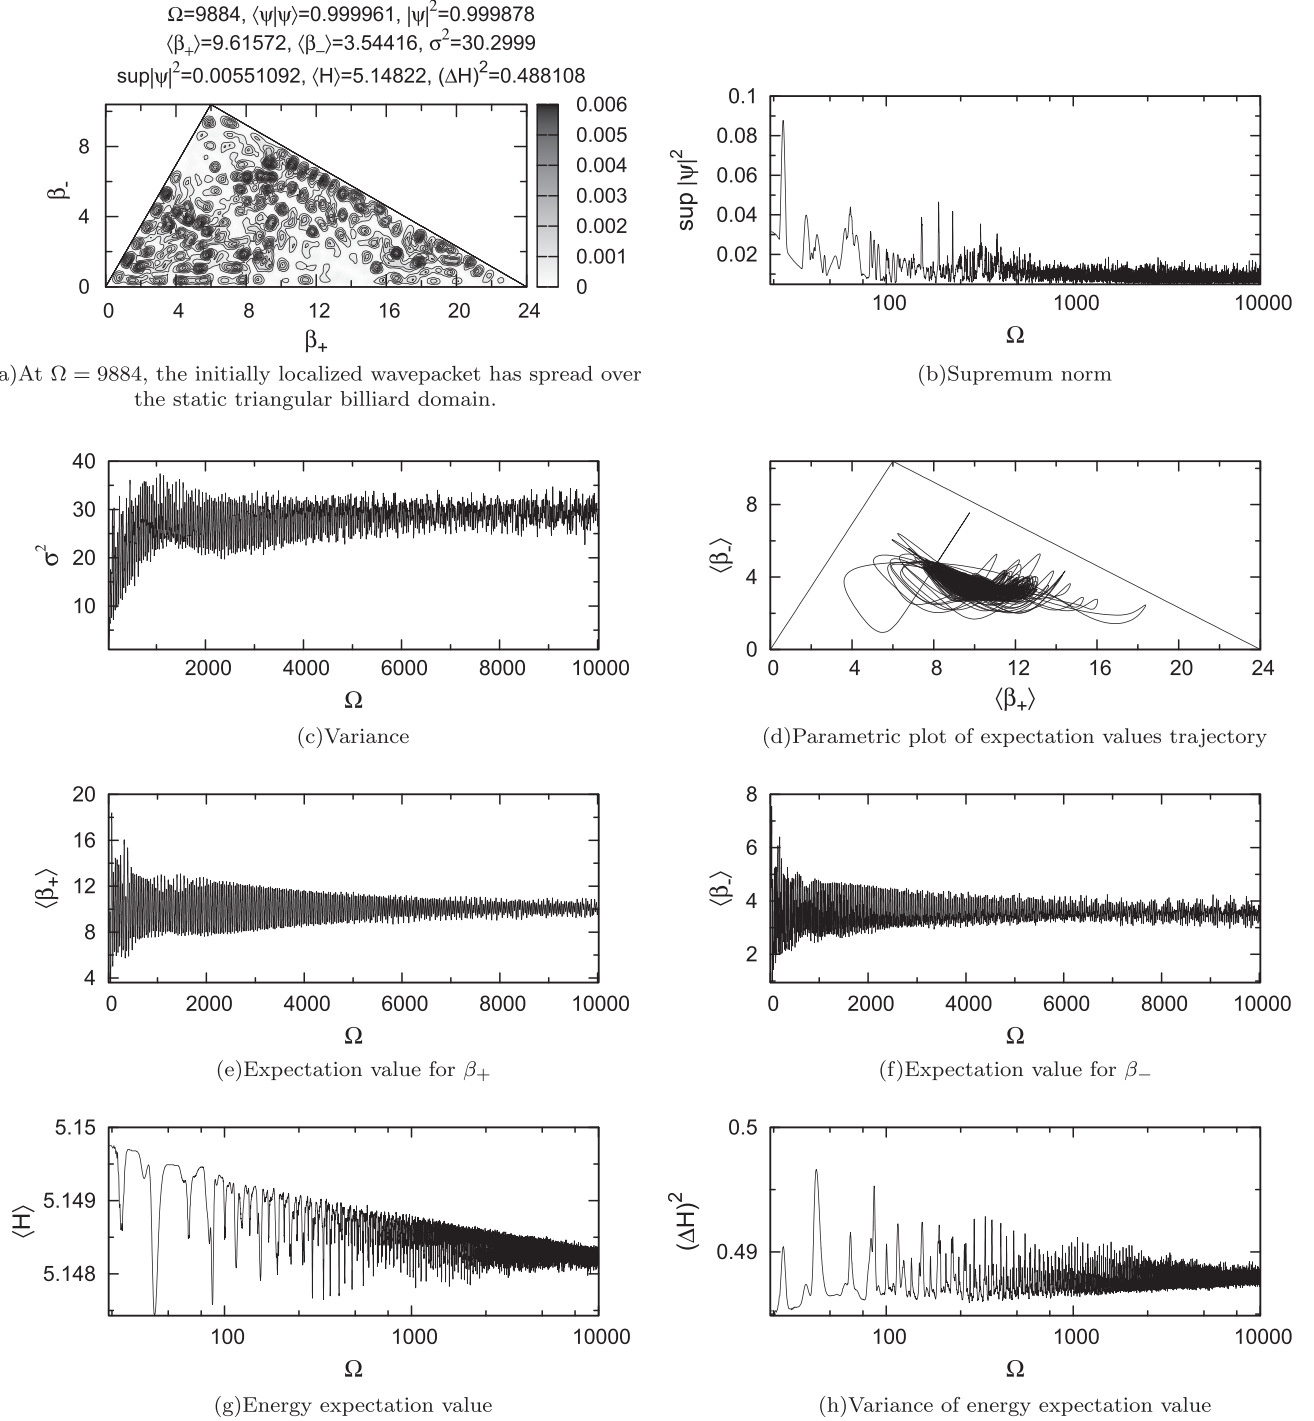 Ω=9884, ⟨ψ|ψ⟩=0.999961, |ψ|²=0.999878
⟨β₊⟩=9.61572, ⟨β₋⟩=3.54416, σ²=30.2999
sup|ψ|²=0.00551092, ⟨H⟩=5.14822, (ΔH)²=0.488108
8
4
0
β₋
0 4 8 12 16 20 24
β₊
0.006
0.005
0.004
0.003
0.002
0.001
0
a)At Ω = 9884, the initially localized wavepacket has spread over
the static triangular billiard domain.
0.1
0.08
0.06
0.04
0.02
sup |ψ|²
100 1000 10000
Ω
(b)Supremum norm
40
30
20
10
σ²
2000 4000 6000 8000 10000
Ω
(c)Variance
8
4
0
⟨β₋⟩
0 4 8 12 16 20 24
⟨β₊⟩
(d)Parametric plot of expectation values trajectory
20
16
12
8
4
⟨β₊⟩
0 2000 4000 6000 8000 10000
Ω
(e)Expectation value for β₊
8
6
4
2
⟨β₋⟩
0 2000 4000 6000 8000 10000
Ω
(f)Expectation value for β₋
5.15
5.149
5.148
⟨H⟩
100 1000 10000
Ω
(g)Energy expectation value
0.5
0.49
(ΔH)²
100 1000 10000
Ω
(h)Variance of energy expectation value